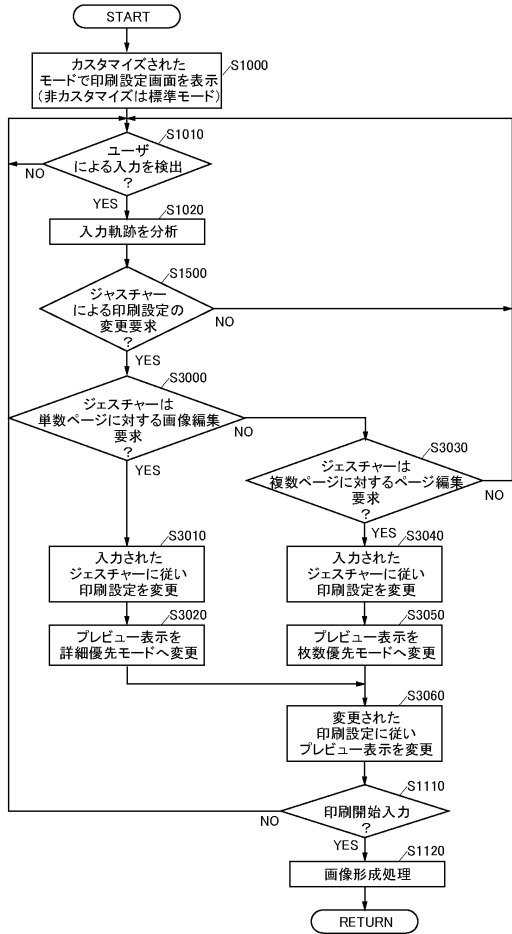 START
カスタマイズされた
モードで印刷設定画面を表示
(非カスタマイズは標準モード)
S1000
S1010
ユーザ
による入力を検出
?
NO
YES
S1020
入力軌跡を分析
S1500
ジャスチャー
による印刷設定の
変更要求
?
NO
YES
S3000
ジェスチャーは
単数ページに対する画像編集
要求
?
NO
YES
S3030
ジェスチャーは
複数ページに対するページ編集
要求
?
NO
YES
S3010
入力された
ジェスチャーに従い
印刷設定を変更
S3040
入力された
ジェスチャーに従い
印刷設定を変更
S3020
プレビュー表示を
詳細優先モードへ変更
S3050
プレビュー表示を
枚数優先モードへ変更
S3060
変更された
印刷設定に従い
プレビュー表示を変更
S1110
印刷開始入力
?
NO
YES
S1120
画像形成処理
RETURN